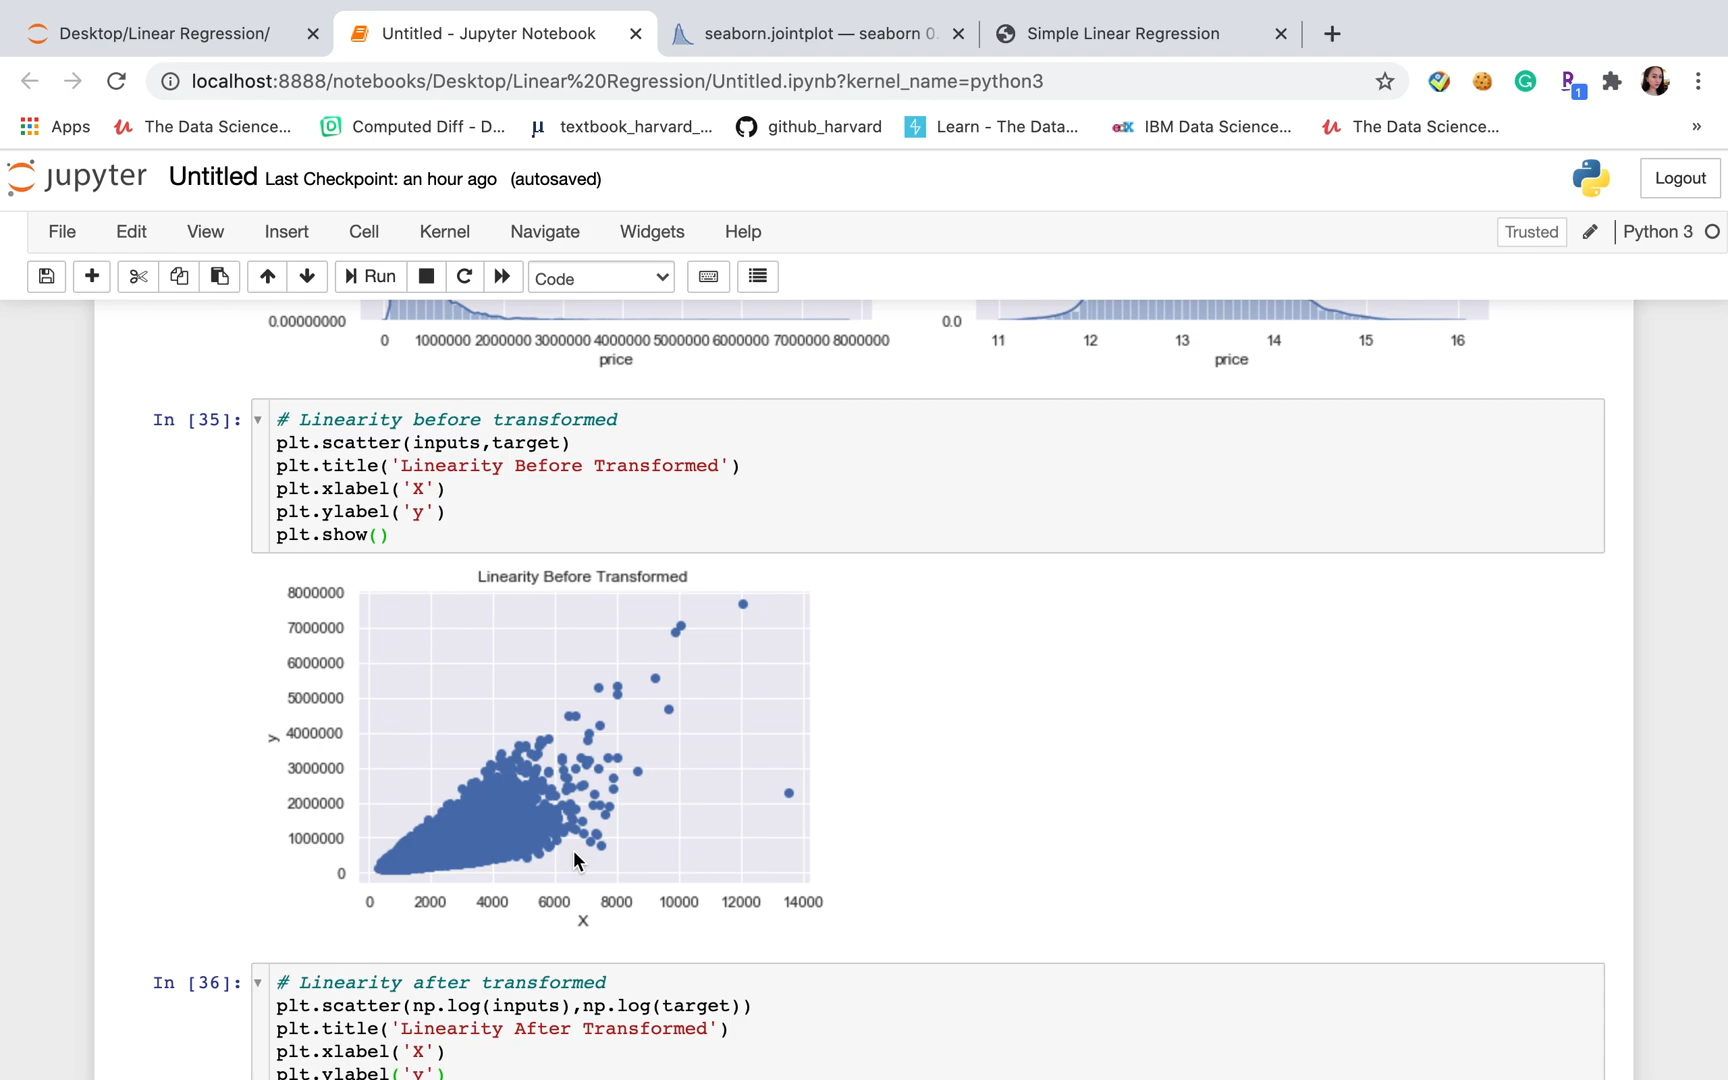 Desktop/Linear Regression/
Untitled - Jupyter Notebook
seaborn.jointplot — seaborn 0.
Simple Linear Regression
localhost:8888/notebooks/Desktop/Linear%20Regression/Untitled.ipynb?kernel_name=python3
1
Apps
The Data Science...
Computed Diff - D...
textbook_harvard_...
github_harvard
Learn - The Data...
edX IBM Data Science...
The Data Science...
»
jupyter Untitled Last Checkpoint: an hour ago (autosaved)
Logout
File Edit View Insert Cell Kernel Navigate Widgets Help
Trusted
Python 3
Run
Code
0.00000000
0 1000000 2000000 3000000 4000000 5000000 6000000 7000000 8000000
price
0.0
11 12 13 14 15 16
price
In [35]:
# Linearity before transformed
plt.scatter(inputs,target)
plt.title('Linearity Before Transformed')
plt.xlabel('X')
plt.ylabel('y')
plt.show()
Linearity Before Transformed
8000000
7000000
6000000
5000000
y
4000000
3000000
2000000
1000000
0
0 2000 4000 6000 8000 10000 12000 14000
X
In [36]:
# Linearity after transformed
plt.scatter(np.log(inputs),np.log(target))
plt.title('Linearity After Transformed')
plt.xlabel('X')
plt.ylabel('y')